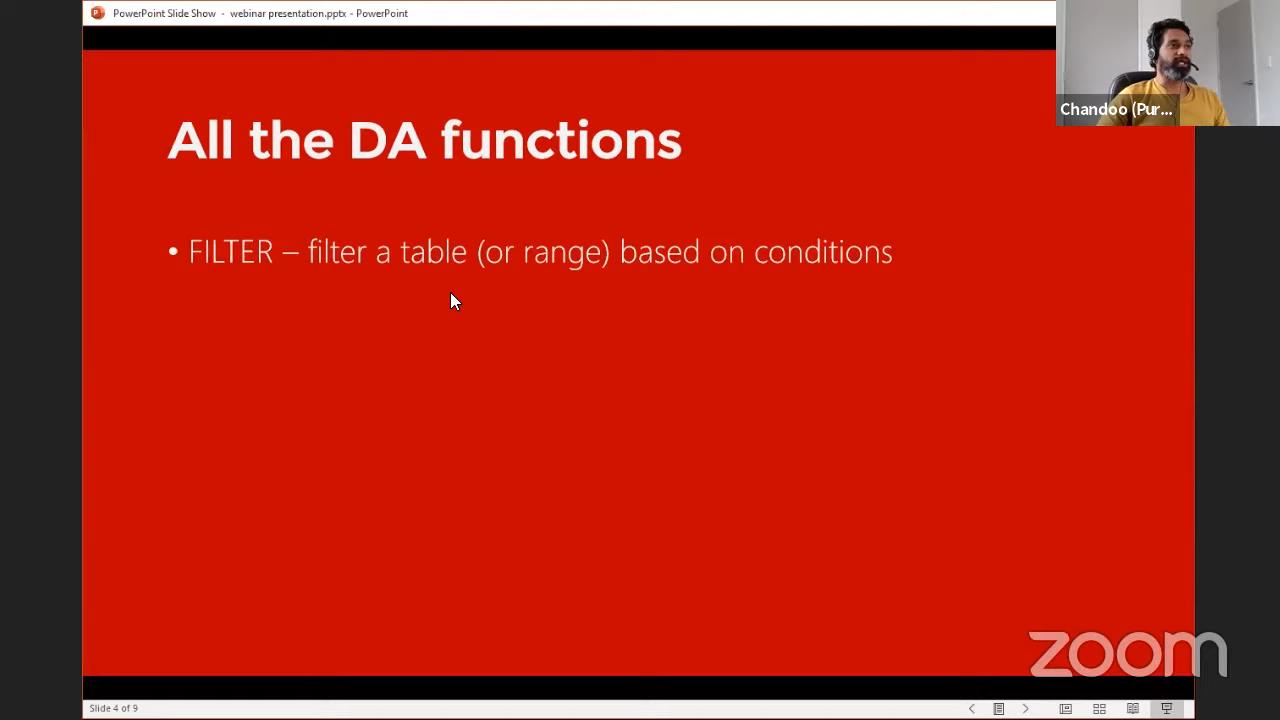 PowerPoint Slide Show - webinar presentation.pptx - PowerPoint
Chandoo (Pur...
All the DA functions
• FILTER – filter a table (or range) based on conditions
zoom
Slide 4 of 9